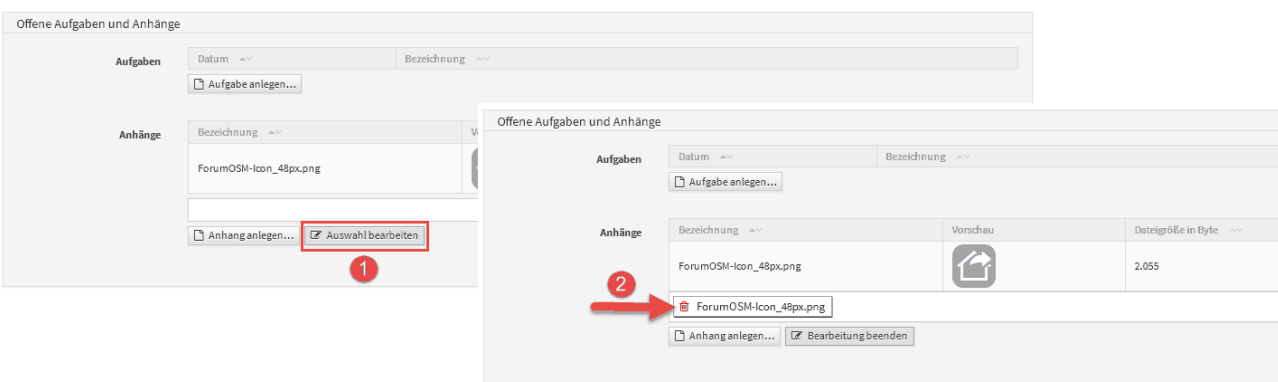 Offene Aufgaben und Anhänge
Aufgaben
Datum
Bezeichnung
Aufgabe anlegen...
Anhänge
Bezeichnung
ForumOSM-Icon_48px.png
Anhang anlegen...
Auswahl bearbeiten
1
Offene Aufgaben und Anhänge
Aufgaben
Datum
Bezeichnung
Aufgabe anlegen...
Anhänge
Bezeichnung
Vorschau
Dateigröße in Byte
ForumOSM-Icon_48px.png
2.055
2
ForumOSM-Icon_48px.png
Anhang anlegen...
Bearbeitung beenden